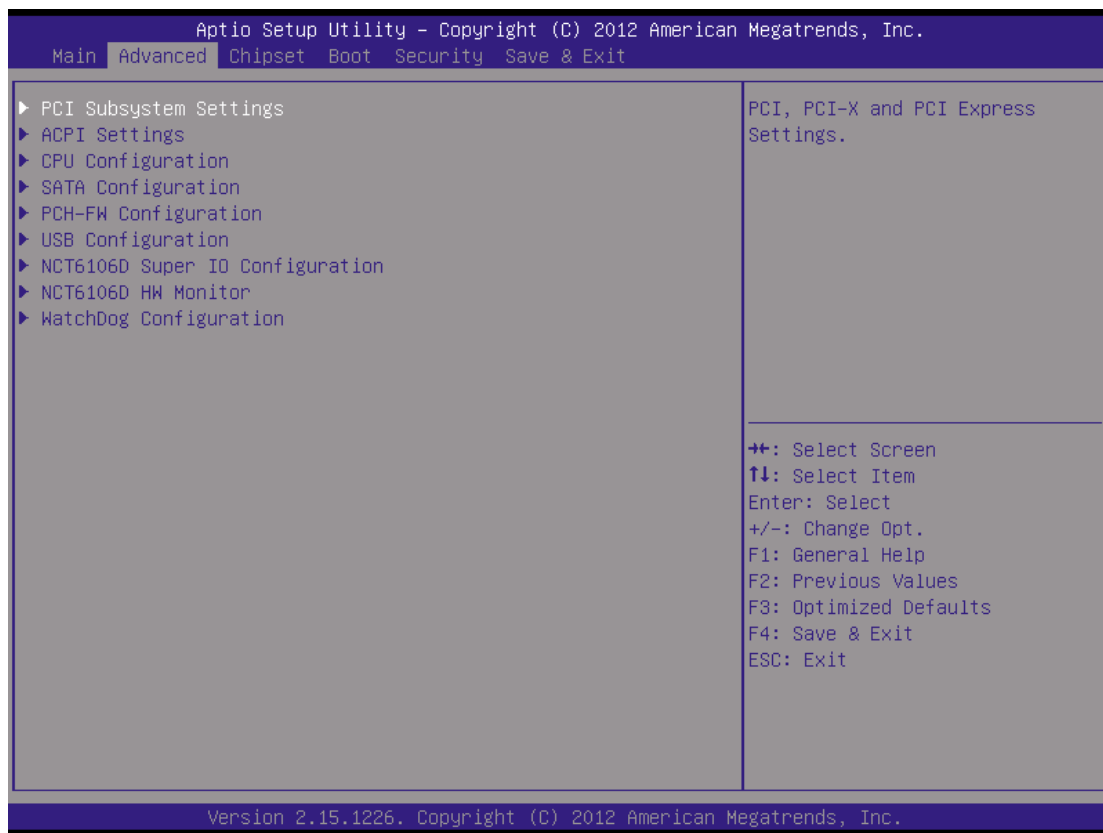 Aptio Setup Utility – Copyright (C) 2012 American Megatrends, Inc.
Main Advanced Chipset Boot Security Save & Exit
▶ PCI Subsystem Settings
▶ ACPI Settings
▶ CPU Configuration
▶ SATA Configuration
▶ PCH-FW Configuration
▶ USB Configuration
▶ NCT6106D Super IO Configuration
▶ NCT6106D HW Monitor
▶ WatchDog Configuration
PCI, PCI-X and PCI Express
Settings.
→←: Select Screen
↑↓: Select Item
Enter: Select
+/-: Change Opt.
F1: General Help
F2: Previous Values
F3: Optimized Defaults
F4: Save & Exit
ESC: Exit
Version 2.15.1226. Copyright (C) 2012 American Megatrends, Inc.